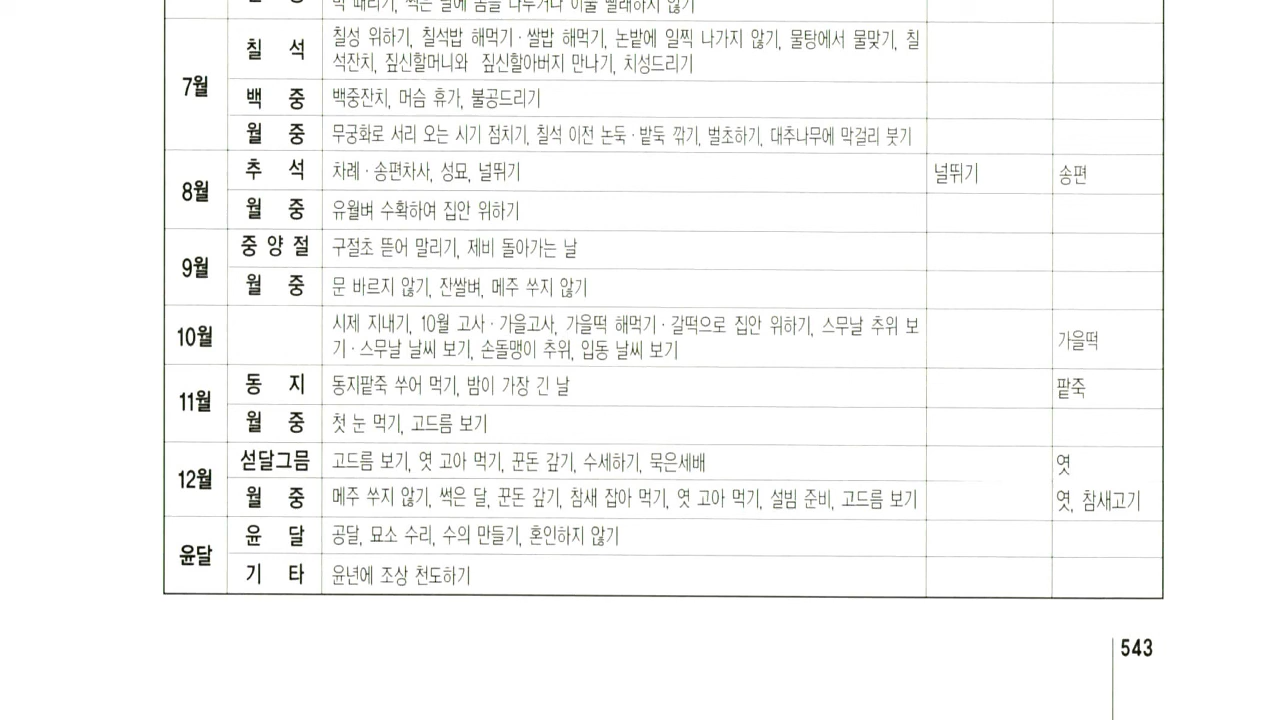 7월
칠 석
칠성 위하기, 칠석밥 해먹기·쌀밥 해먹기, 논밭에 일찍 나가지 않기, 물탕에서 물맞기, 칠
석잔치, 짚신할머니와 짚신할아버지 만나기, 치성드리기
백 중
백중잔치, 머슴 휴가, 불공드리기
월 중
무궁화로 서리 오는 시기 점치기, 칠석 이전 논둑·밭둑 깎기, 벌초하기, 대추나무에 막걸리 붓기
8월
추 석
차례·송편차사, 성묘, 널뛰기
널뛰기
송편
월 중
유월벼 수확하여 집안 위하기
9월
중 양 절
구절초 뜯어 말리기, 제비 돌아가는 날
월 중
문 바르지 않기, 잔쌀벼, 메주 쑤지 않기
10월
시제 지내기, 10월 고사·가을고사, 가을떡 해먹기·갈떡으로 집안 위하기, 스무날 추위 보
기·스무날 날씨 보기, 손돌맹이 추위, 입동 날씨 보기
가을떡
11월
동 지
동지팥죽 쑤어 먹기, 밤이 가장 긴 날
팥죽
월 중
첫 눈 먹기, 고드름 보기
12월
섣달그믐
고드름 보기, 엿 고아 먹기, 꾼돈 갚기, 수세하기, 묵은세배
엿
월 중
메주 쑤지 않기, 썩은 달, 꾼돈 갚기, 참새 잡아 먹기, 엿 고아 먹기, 설빔 준비, 고드름 보기
엿, 참새고기
윤달
윤 달
공달, 묘소 수리, 수의 만들기, 혼인하지 않기
기 타
윤년에 조상 천도하기
543